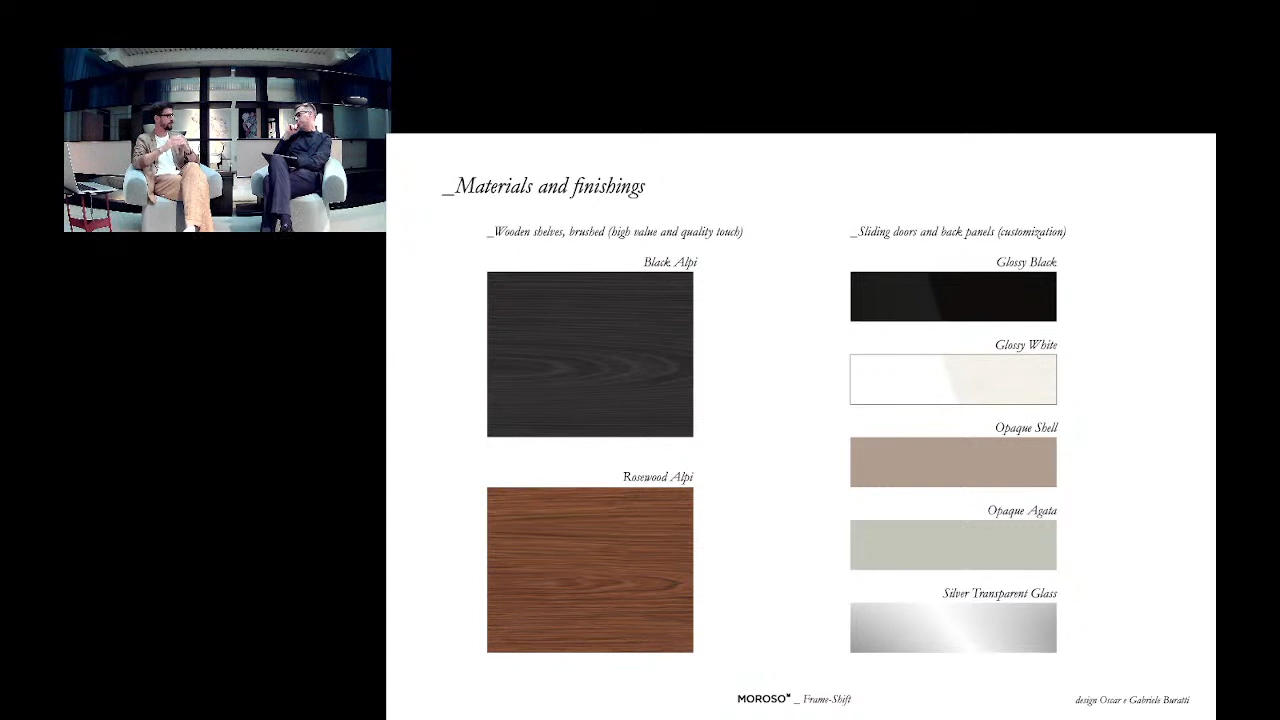 _Materials and finishings
_Wooden shelves, brushed (high value and quality touch)
Black Alpi
Rosewood Alpi
_Sliding doors and back panels (customization)
Glossy Black
Glossy White
Opaque Shell
Opaque Agata
Silver Transparent Glass
MOROSO _ Frame-Shift
design Oscar e Gabriele Buratti